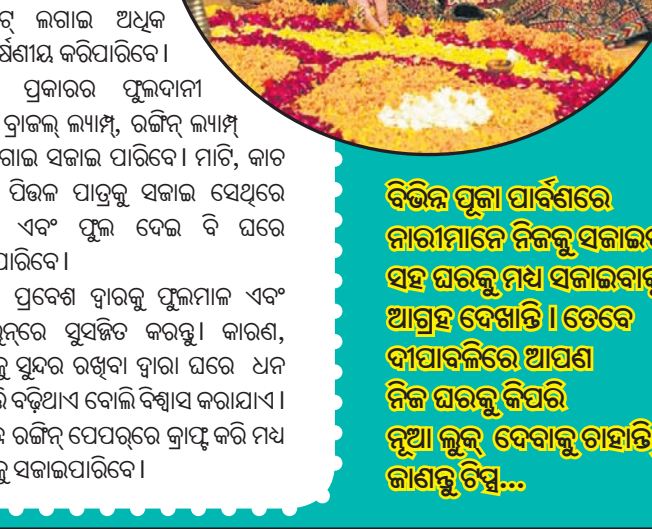 ଟ୍ ଲଗାଇ ଅଧିକ
ର୍ଷଣୀୟ କରିପାରିବେ।
ପ୍ରକାରର ଫୁଲଦାନୀ
ବ୍ରାଜଲ୍ ଲ୍ୟାମ୍ପ୍, ରଙ୍ଗିନ୍ ଲ୍ୟାମ୍ପ୍
ଗାଇ ସଜାଇ ପାରିବେ। ମାଟି, କାଚ
ପିତ୍ତଳ ପାତ୍ରକୁ ସଜାଇ ସେଥିରେ
ଏବଂ ଫୁଲ ଦେଇ ବି ଘରେ
ପାରିବେ।
ପ୍ରବେଶ ଦ୍ୱାରକୁ ଫୁଲମାଳ ଏବଂ
ନ୍‌ରେ ସୁସଜ୍ଜିତ କରନ୍ତୁ। କାରଣ,
କୁ ସୁନ୍ଦର ରଖିବା ଦ୍ୱାରା ଘରେ ଧନ
ବଢ଼ିଥାଏ ବୋଲି ବିଶ୍ୱାସ କରାଯାଏ।
ରଙ୍ଗିନ୍ ପେପର୍‌ରେ କ୍ରାଫ୍ଟ କରି ମଧ୍ୟ
କୁ ସଜାଇପାରିବେ।
ବିଭିନ୍ନ ପୂଜା ପାର୍ବଣରେ
ନାରୀମାନେ ନିଜକୁ ସଜାଇବ
ସହ ଘରକୁ ମଧ୍ୟ ସଜାଇବାକୁ
ଆଗ୍ରହ ଦେଖାନ୍ତି । ତେବେ
ଦୀପାବଳିରେ ଆପଣ
ନିଜ ଘରକୁ କିପରି
ନୂଆ ଲୁକ୍ ଦେବାକୁ ଚାହାନ୍ତି
ଜାଣନ୍ତୁ ଟିପ୍ସ...